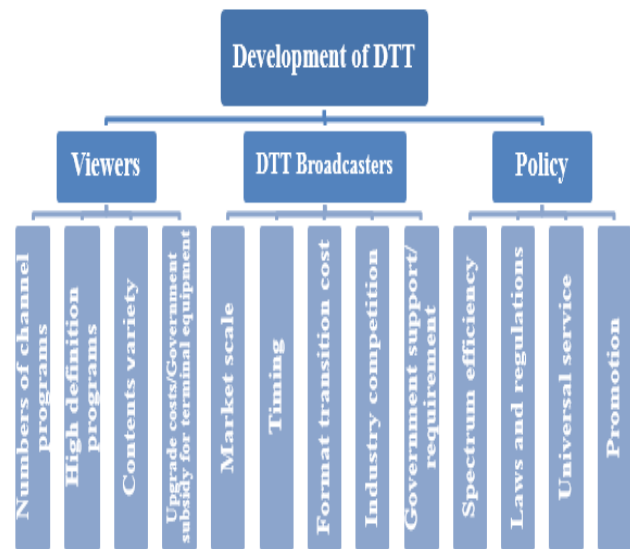 Development of DTT
Viewers
DTT Broadcasters
Policy
Numbers of channel
programs
High definition
programs
Contents variety
Upgrade costs/Government
subsidy for terminal equipment
Market scale
Timing
Format transition cost
Industry competition
Government support/
requirement
Spectrum efficiency
Laws and regulations
Universal service
Promotion